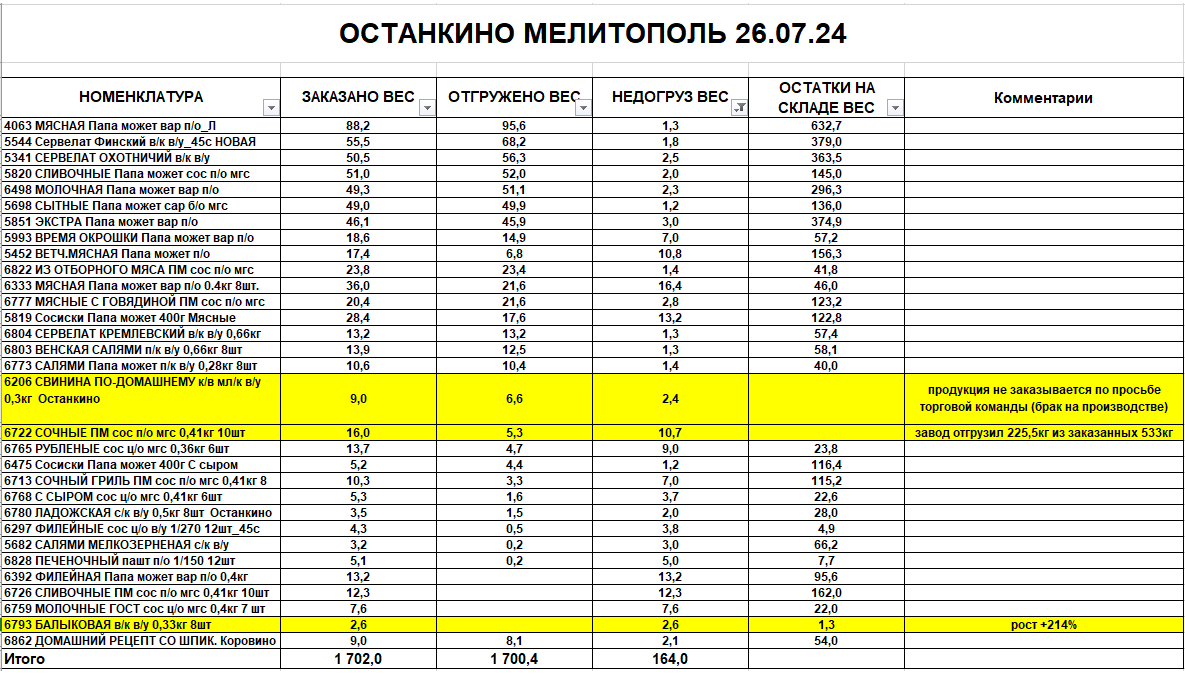 ОСТАНКИНО МЕЛИТОПОЛЬ 26.07.24
НОМЕНКЛАТУРА ЗАКАЗАНО ВЕС ОТГРУЖЕНО ВЕС НЕДОГРУЗ ВЕС ОСТАТКИ НА СКЛАДЕ ВЕС Комментарии
4063 МЯСНАЯ Папа может вар п/о_Л 88,2 95,6 1,3 632,7
5544 Сервелат Финский в/к в/у_45с НОВАЯ 55,5 68,2 1,8 379,0
5341 СЕРВЕЛАТ ОХОТНИЧИЙ в/к в/у 50,5 56,3 2,5 363,5
5820 СЛИВОЧНЫЕ Папа может сос п/о мгс 51,0 52,0 2,0 145,0
6498 МОЛОЧНАЯ Папа может вар п/о 49,3 51,1 2,3 296,3
5698 СЫТНЫЕ Папа может сар б/о мгс 49,0 49,9 1,2 136,0
5851 ЭКСТРА Папа может вар п/о 46,1 45,9 3,0 374,9
5993 ВРЕМЯ ОКРОШКИ Папа может вар п/о 18,6 14,9 7,0 57,2
5452 ВЕТЧ.МЯСНАЯ Папа может п/о 17,4 6,8 10,8 156,3
6822 ИЗ ОТБОРНОГО МЯСА ПМ сос п/о мгс 23,8 23,4 1,4 41,8
6333 МЯСНАЯ Папа может вар п/о 0.4кг 8шт. 36,0 21,6 16,4 46,0
6777 МЯСНЫЕ С ГОВЯДИНОЙ ПМ сос п/о мгс 20,4 21,6 2,8 123,2
5819 Сосиски Папа может 400г Мясные 28,4 17,6 13,2 122,8
6804 СЕРВЕЛАТ КРЕМЛЕВСКИЙ в/к в/у 0,66кг 13,2 13,2 1,3 57,4
6803 ВЕНСКАЯ САЛЯМИ п/к в/у 0,66кг 8шт 13,9 12,5 1,3 58,1
6773 САЛЯМИ Папа может п/к в/у 0,28кг 8шт 10,6 10,4 1,4 40,0
6206 СВИНИНА ПО-ДОМАШНЕМУ к/в мл/к в/у
0,3кг Останкино 9,0 6,6 2,4 продукция не заказывается по просьбе
торговой команды (брак на производстве)
6722 СОЧНЫЕ ПМ сос п/о мгс 0,41кг 10шт 16,0 5,3 10,7 завод отгрузил 225,5кг из заказанных 533кг
6765 РУБЛЕНЫЕ сос ц/о мгс 0,36кг 6шт 13,7 4,7 9,0 23,8
6475 Сосиски Папа может 400г С сыром 5,2 4,4 1,2 116,4
6713 СОЧНЫЙ ГРИЛЬ ПМ сос п/о мгс 0,41кг 8 10,3 3,3 7,0 115,2
6768 С СЫРОМ сос ц/о мгс 0,41кг 6шт 5,3 1,6 3,7 22,6
6780 ЛАДОЖСКАЯ с/к в/у 0,5кг 8шт Останкино 3,5 1,5 2,0 28,0
6297 ФИЛЕЙНЫЕ сос ц/о в/у 1/270 12шт_45с 4,3 0,5 3,8 4,9
5682 САЛЯМИ МЕЛКОЗЕРНЕНАЯ с/к в/у 3,2 0,2 3,0 66,2
6828 ПЕЧЕНОЧНЫЙ пашт п/о 1/150 12шт 5,1 0,2 5,0 7,7
6392 ФИЛЕЙНАЯ Папа может вар п/о 0,4кг 13,2 13,2 95,6
6726 СЛИВОЧНЫЕ ПМ сос п/о мгс 0,41кг 10шт 12,3 12,3 162,0
6759 МОЛОЧНЫЕ ГОСТ сос ц/о мгс 0,4кг 7 шт 7,6 7,6 22,0
6793 БАЛЫКОВАЯ в/к в/у 0,33кг 8шт 2,6 2,6 1,3 рост +214%
6862 ДОМАШНИЙ РЕЦЕПТ СО ШПИК. Коровино 9,0 8,1 2,1 54,0
Итого 1 702,0 1 700,4 164,0